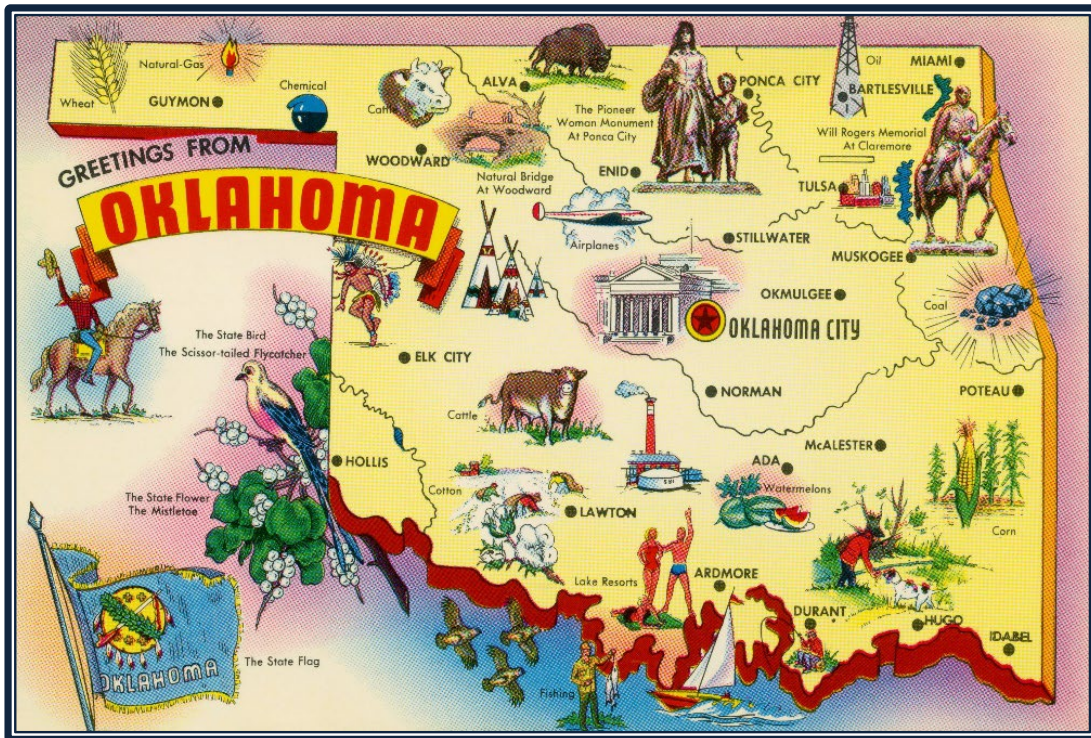 Wheat
Natural-Gas
GUYMON
Chemical
GREETINGS FROM
OKLAHOMA
Cattle
WOODWARD
ALVA
Natural Bridge
At Woodward
The Pioneer
Woman Monument
At Ponca City
ENID
PONCA CITY
Oil
MIAMI
BARTLESVILLE
Will Rogers Memorial
At Claremore
TULSA
Airplanes
STILLWATER
MUSKOGEE
OKMULGEE
OKLAHOMA CITY
Coal
The State Bird
The Scissor-tailed Flycatcher
ELK CITY
Cattle
NORMAN
POTEAU
HOLLIS
McALESTER
ADA
Watermelons
Cotton
LAWTON
Corn
The State Flower
The Mistletoe
Lake Resorts
ARDMORE
DURANT
HUGO
IDABEL
OKLAHOMA
The State Flag
Fishing